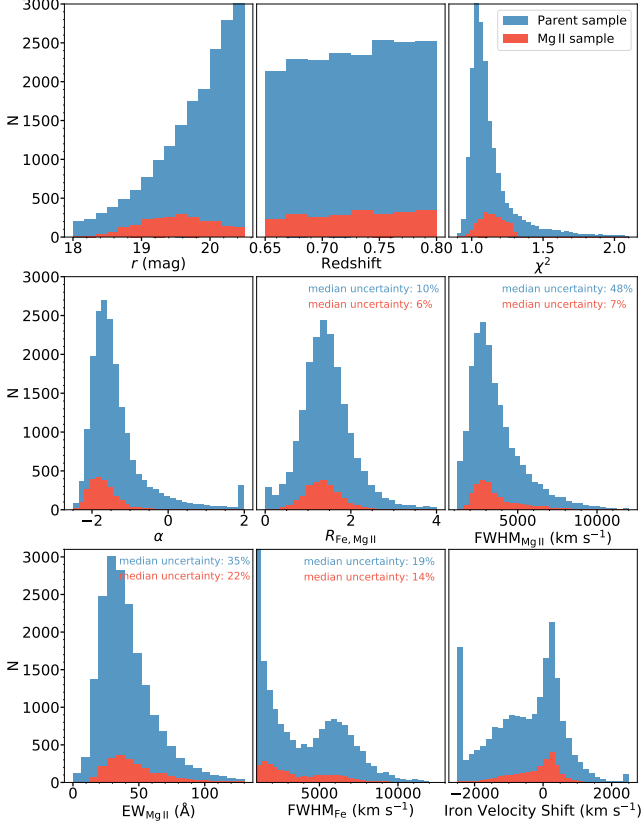 3000
2500
2000
1500
1000
500
0
N
18 19 20
r (mag)
0.65 0.70 0.75 0.80
Redshift
Parent sample
Mg II sample
1.0 1.5 2.0
χ²
3000
2500
2000
1500
1000
500
0
N
−2 0 2
α
median uncertainty: 10%
median uncertainty: 6%
0 2 4
R_Fe, Mg II
median uncertainty: 48%
median uncertainty: 7%
5000 10000
FWHM_Mg II (km s⁻¹)
3000
2500
2000
1500
1000
500
0
N
median uncertainty: 35%
median uncertainty: 22%
0 50 100
EW_Mg II (Å)
median uncertainty: 19%
median uncertainty: 14%
5000 10000
FWHM_Fe (km s⁻¹)
−2000 0 2000
Iron Velocity Shift (km s⁻¹)